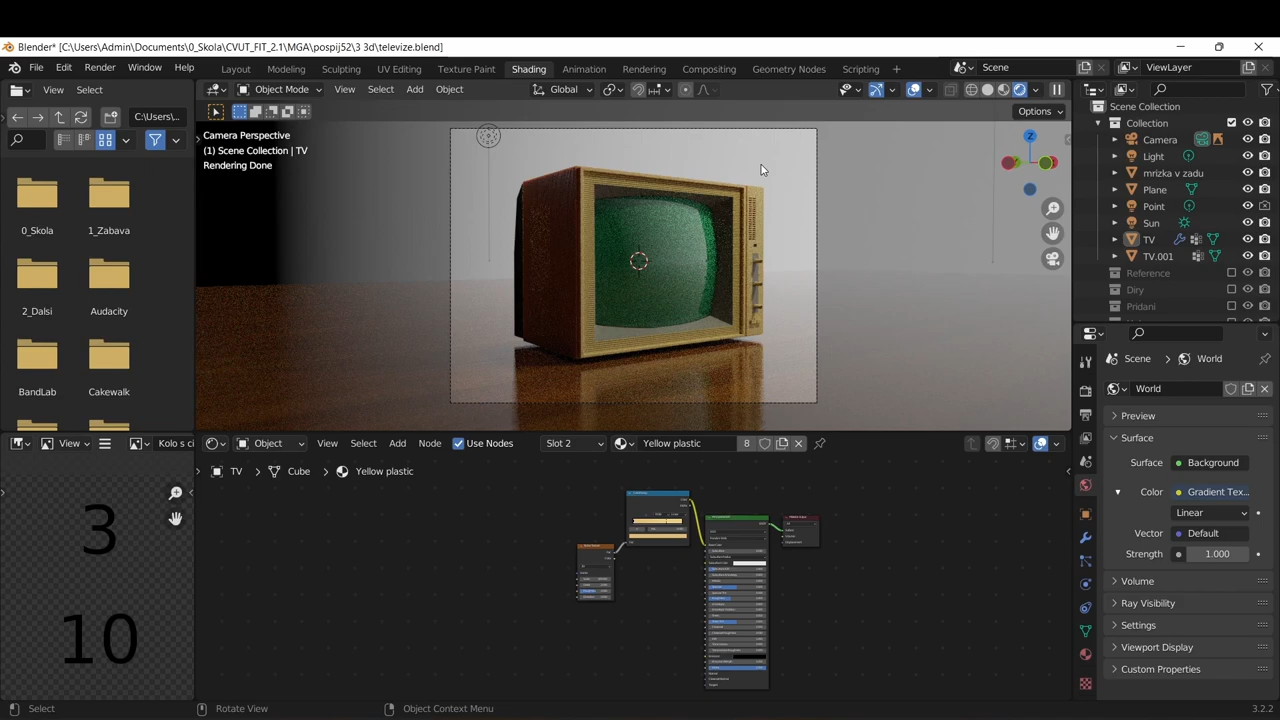 Blender* [C:\Users\Admin\Documents\0_Skola\CVUT_FIT_2.1\MGA\pospij52\3 3d\televize.blend]
File Edit Render Window Help
Layout Modeling Sculpting UV Editing Texture Paint Shading Animation Rendering Compositing Geometry Nodes Scripting +
Scene
ViewLayer
View Select
Object Mode View Select Add Object
Global
Options
C:\Users\...
Camera Perspective
(1) Scene Collection | TV
Rendering Done
Z
0_Skola
1_Zabava
2_Dalsi
Audacity
BandLab
Cakewalk
Scene Collection
Collection
Camera
Light
mrizka v zadu
Plane
Point
Sun
TV
TV.001
Reference
Diry
Pridani
Scene > World
World
Preview
Surface
Surface Background
Color Gradient Tex...
Linear
Vector Default
Strength 1.000
Volume
Ray Visibility
Settings
Viewport Display
Custom Properties
View
Kolo s ci
3
10
Object View Select Add Node Use Nodes Slot 2 Yellow plastic 8
TV > Cube > Yellow plastic
Select
Rotate View
Object Context Menu
3.2.2